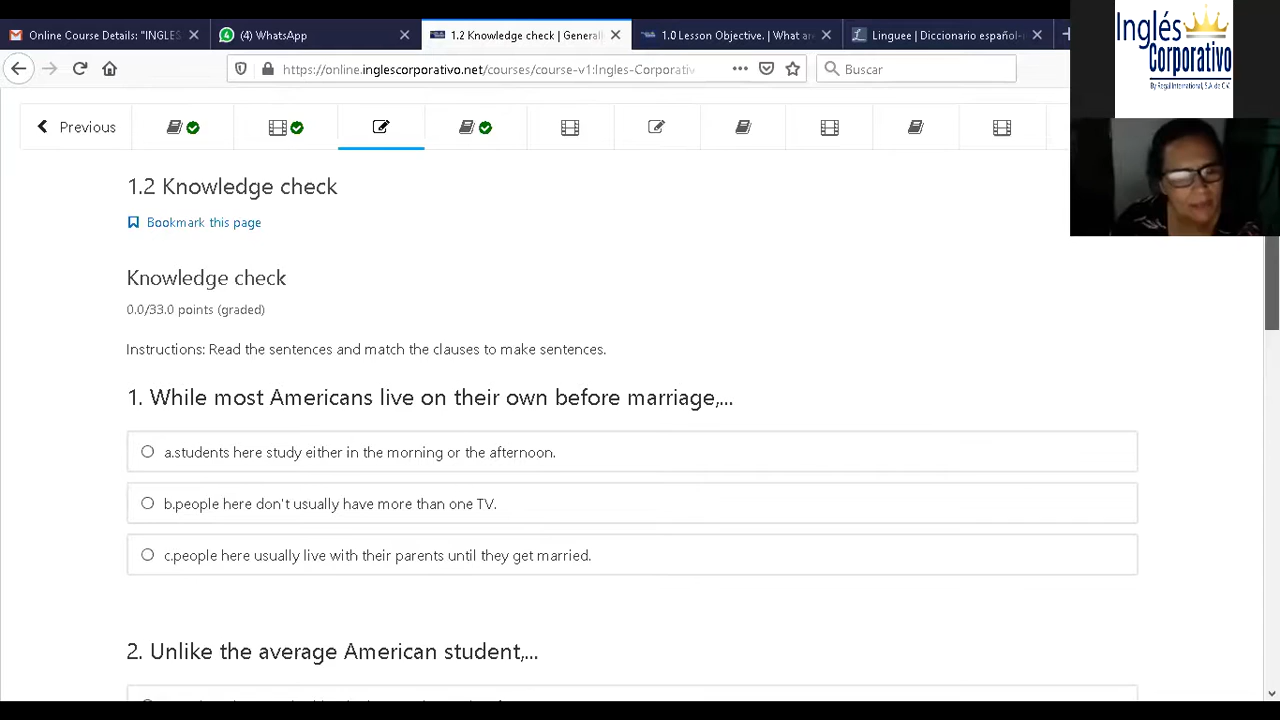 Online Course Details: "INGLES
(4) WhatsApp
1.2 Knowledge check | General
1.0 Lesson Objective. | What ar
Linguee | Diccionario español-
https://online.inglescorporativo.net/courses/course-v1:Ingles-Corporativ
Buscar
Inglés
Corporativo
By Regal International, S.A. de C.V.
Previous
1.2 Knowledge check
Bookmark this page
Knowledge check
0.0/33.0 points (graded)
Instructions: Read the sentences and match the clauses to make sentences.
1. While most Americans live on their own before marriage,...
a.students here study either in the morning or the afternoon.
b.people here don't usually have more than one TV.
c.people here usually live with their parents until they get married.
2. Unlike the average American student,...